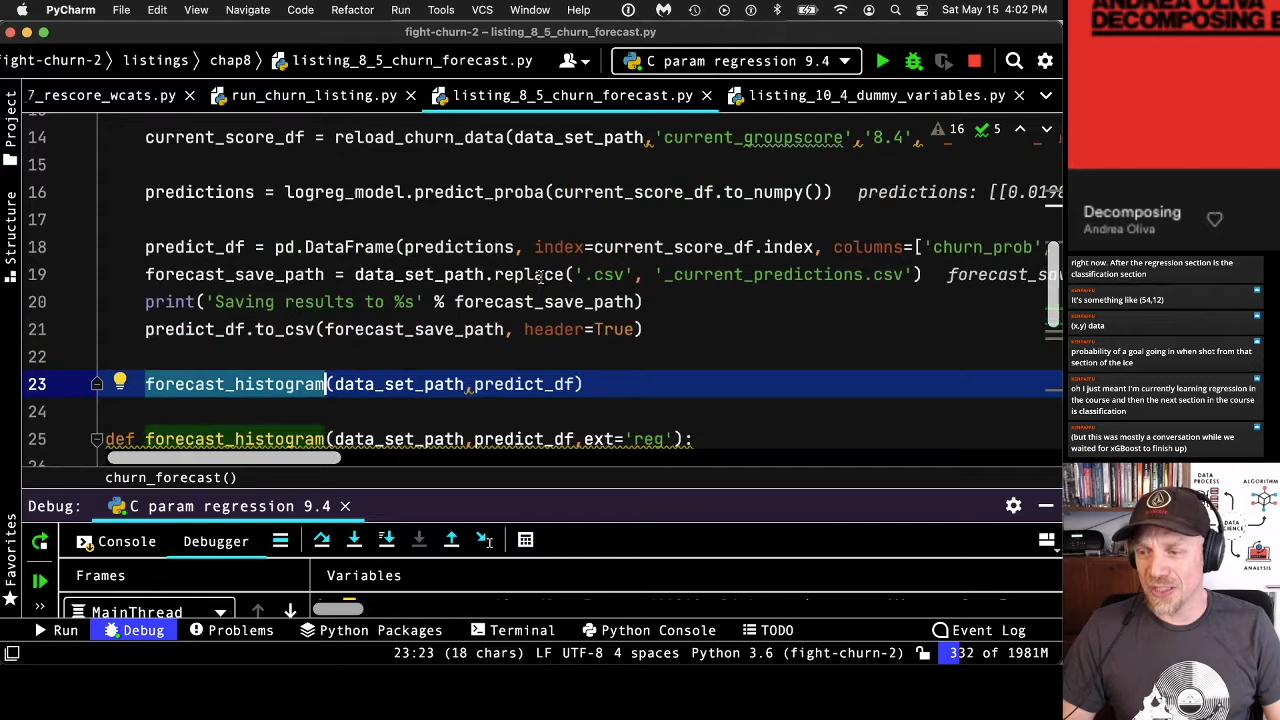 PyCharm File Edit View Navigate Code Refactor Run Tools VCS Window Help Sat May 15 4:02 PM
fight-churn-2 – listing_8_5_churn_forecast.py
fight-churn-2 listings chap8 listing_8_5_churn_forecast.py C param regression 9.4
7_rescore_wcats.py run_churn_listing.py listing_8_5_churn_forecast.py listing_10_4_dummy_variables.py
14 current_score_df = reload_churn_data(data_set_path,'current_groupscore','8.4', 16 5
15
16 predictions = logreg_model.predict_proba(current_score_df.to_numpy()) predictions: [[0.0198
17
18 predict_df = pd.DataFrame(predictions, index=current_score_df.index, columns=['churn_prob'
19 forecast_save_path = data_set_path.replace('.csv', '_current_predictions.csv') forecast_sa
20 print('Saving results to %s' % forecast_save_path)
21 predict_df.to_csv(forecast_save_path, header=True)
22
23 forecast_histogram(data_set_path,predict_df)
24
25 def forecast_histogram(data_set_path,predict_df,ext='reg'):
churn_forecast()
Debug: C param regression 9.4
Console Debugger
Frames Variables
MainThread
Run Debug Problems Python Packages Terminal Python Console TODO Event Log
23:23 (18 chars) LF UTF-8 4 spaces Python 3.6 (fight-churn-2) 332 of 1981M
Project
Structure
Favorites
ANDREA OLIVA
DECOMPOSING
Decomposing
Andrea Oliva
right now. After the regression section is the
classification section
It's something like (54,12)
(x,y) data
probability of a goal going in when shot from that
section of the ice
oh I just meant I'm currently learning regression in
the course and then the next section in the course
is classification
(but this was mostly a conversation while we
waited for xGBoost to finish up)
DATA
PROCESS
ALGORITHM
DATA
SCIENCE
ANALYSIS